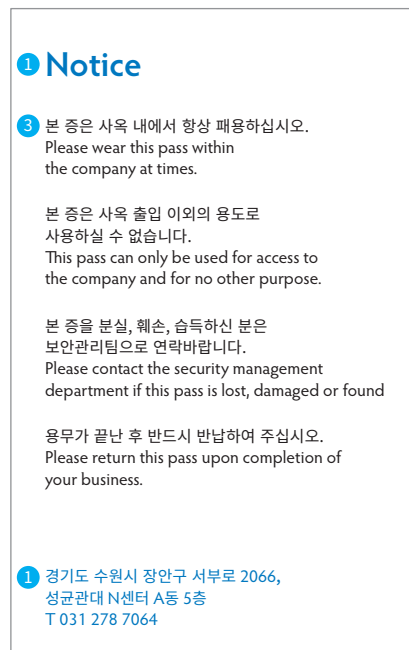 1 Notice
3 본 증은 사옥 내에서 항상 패용하십시오.
Please wear this pass within
the company at times.
본 증은 사옥 출입 이외의 용도로
사용하실 수 없습니다.
This pass can only be used for access to
the company and for no other purpose.
본 증을 분실, 훼손, 습득하신 분은
보안관리팀으로 연락바랍니다.
Please contact the security management
department if this pass is lost, damaged or found
용무가 끝난 후 반드시 반납하여 주십시오.
Please return this pass upon completion of
your business.
1 경기도 수원시 장안구 서부로 2066,
성균관대 N센터 A동 5층
T 031 278 7064